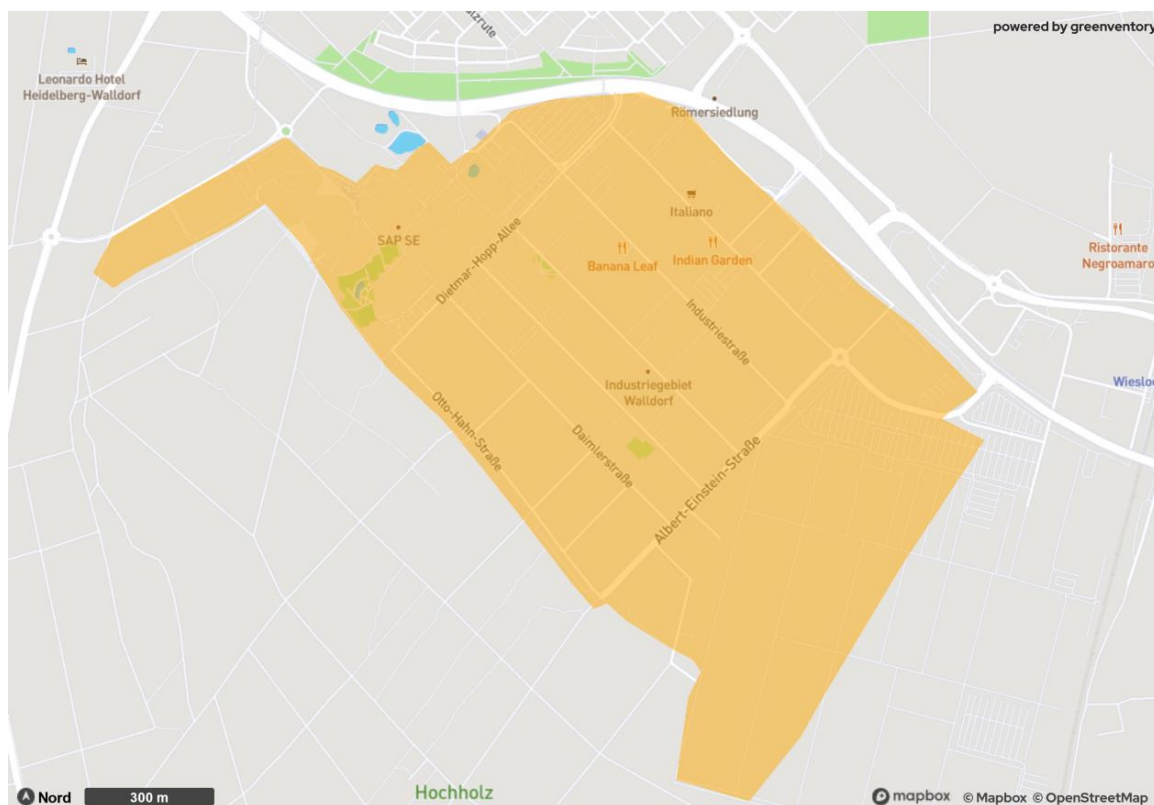 powered by greenventory
Leonardo Hotel
Heidelberg-Walldorf
Römersiedlung
Italiano
SAP SE
Dietmar-Hopp-Allee
Banana Leaf
Indian Garden
Ristorante
Negroamaro
Industriestraße
Industriegebiet
Walldorf
Otto-Hahn-Straße
Daimlerstraße
Albert-Einstein-Straße
Hochholz
Nord
300 m
mapbox
© Mapbox © OpenStreetMap